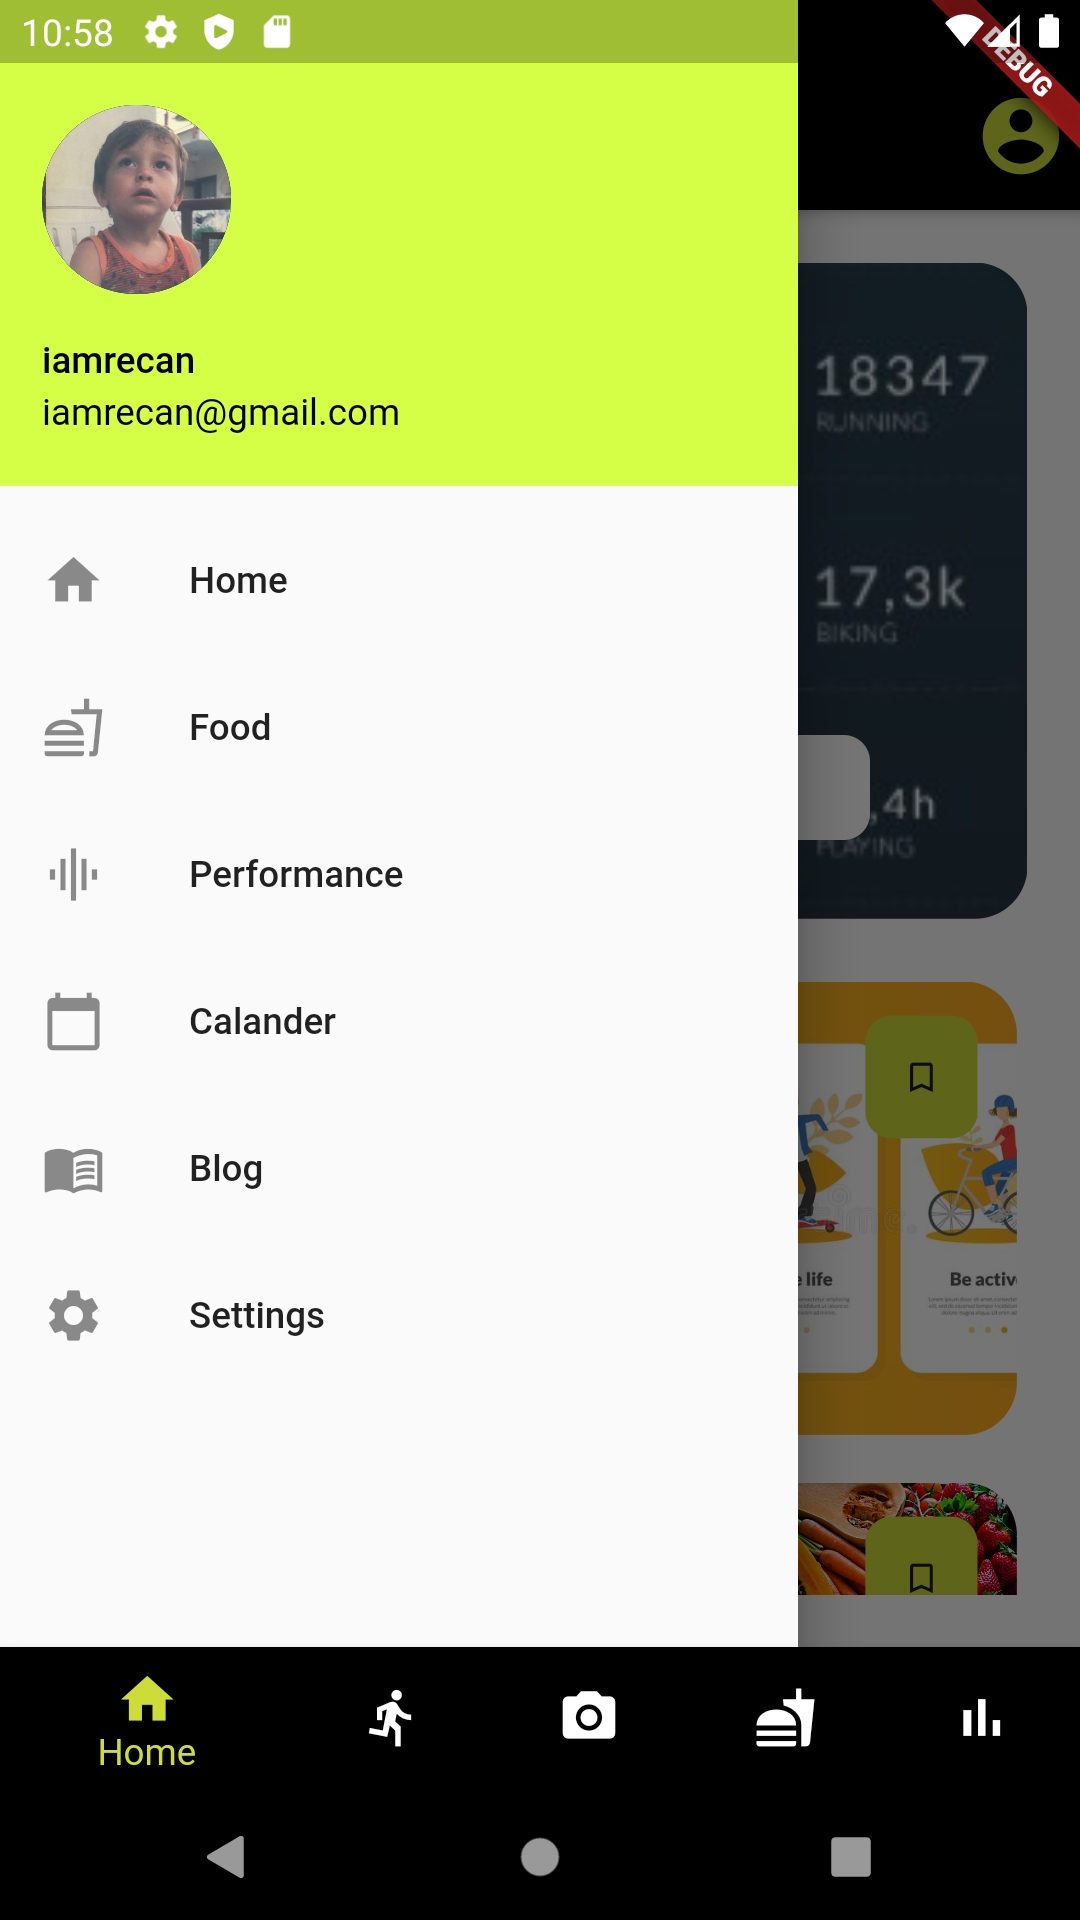 10:58
DEBUG
iamrecan
iamrecan@gmail.com
18347
RUNNING
17,3k
BIKING
,4h
PLAYING
Home
Food
Performance
Calander
Blog
Settings
e life
Be activ
Home